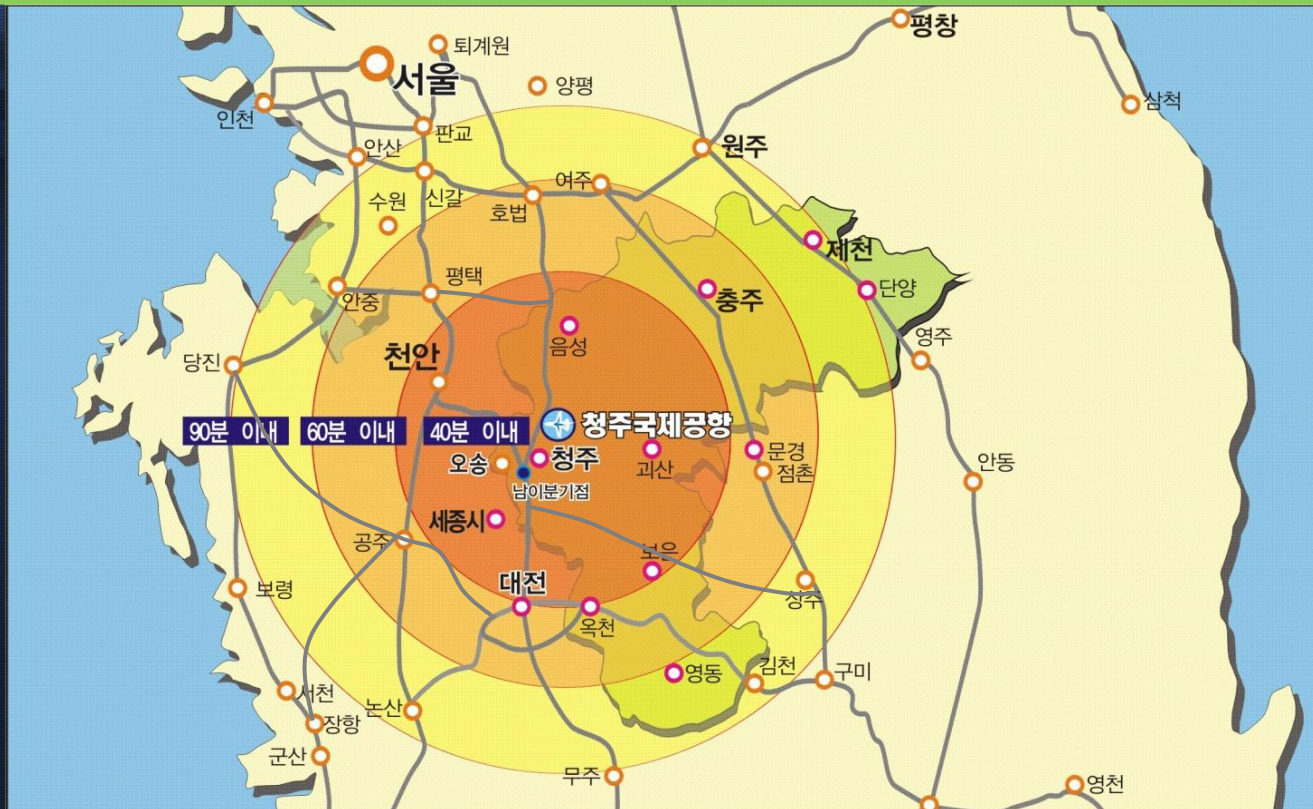 평창
퇴계원
서울
양평
삼척
인천
판교
원주
안산
여주
신갈
수원
호법
제천
평택
단양
안중
충주
영주
음성
천안
당진
90분 이내
60분 이내
40분 이내
청주국제공항
청주
오송
괴산
문경
점촌
안동
남이분기점
세종시
공주
보은
대전
보령
상주
옥천
영동
김천
구미
서천
논산
장항
군산
무주
영천